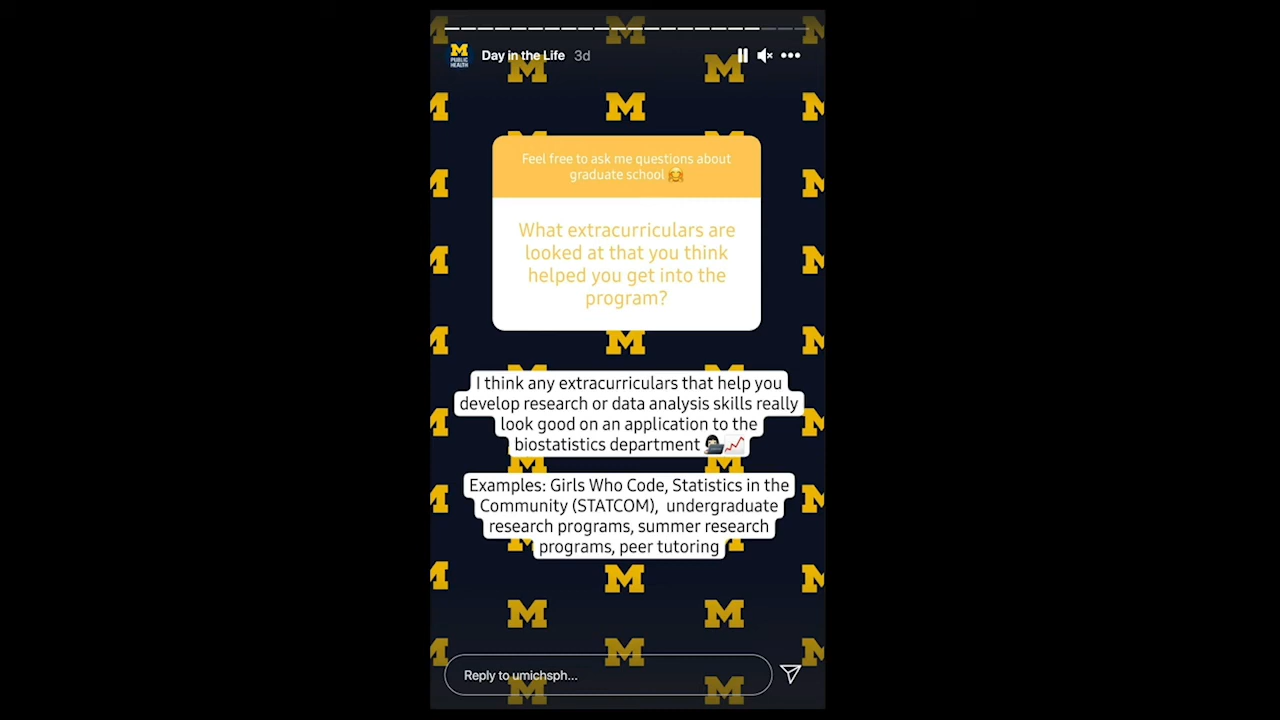 M
PUBLIC
HEALTH
Day in the Life 3d
Feel free to ask me questions about
graduate school 🤗
What extracurriculars are
looked at that you think
helped you get into the
program?
I think any extracurriculars that help you
develop research or data analysis skills really
look good on an application to the
biostatistics department 👩🏻‍💻📈
Examples: Girls Who Code, Statistics in the
Community (STATCOM), undergraduate
research programs, summer research
programs, peer tutoring
Reply to umichsph...